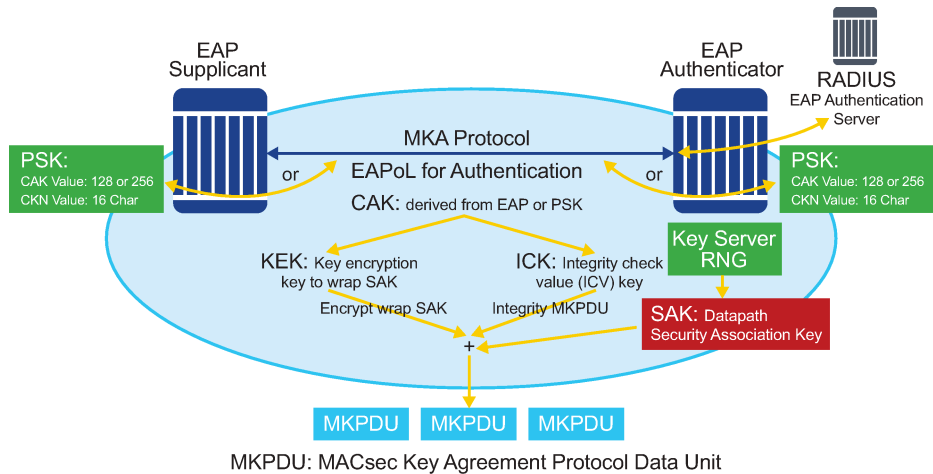 EAP
Supplicant
EAP
Authenticator
RADIUS
EAP Authentication
Server
MKA Protocol
PSK:
CAK Value: 128 or 256
CKN Value: 16 Char
or
EAPoL for Authentication
or
PSK:
CAK Value: 128 or 256
CKN Value: 16 Char
CAK: derived from EAP or PSK
Key Server
RNG
KEK: Key encryption
key to wrap SAK
ICK: Integrity check
value (ICV) key
Encrypt wrap SAK
Integrity MKPDU
SAK: Datapath
Security Association Key
+
MKPDU
MKPDU
MKPDU
MKPDU: MACsec Key Agreement Protocol Data Unit